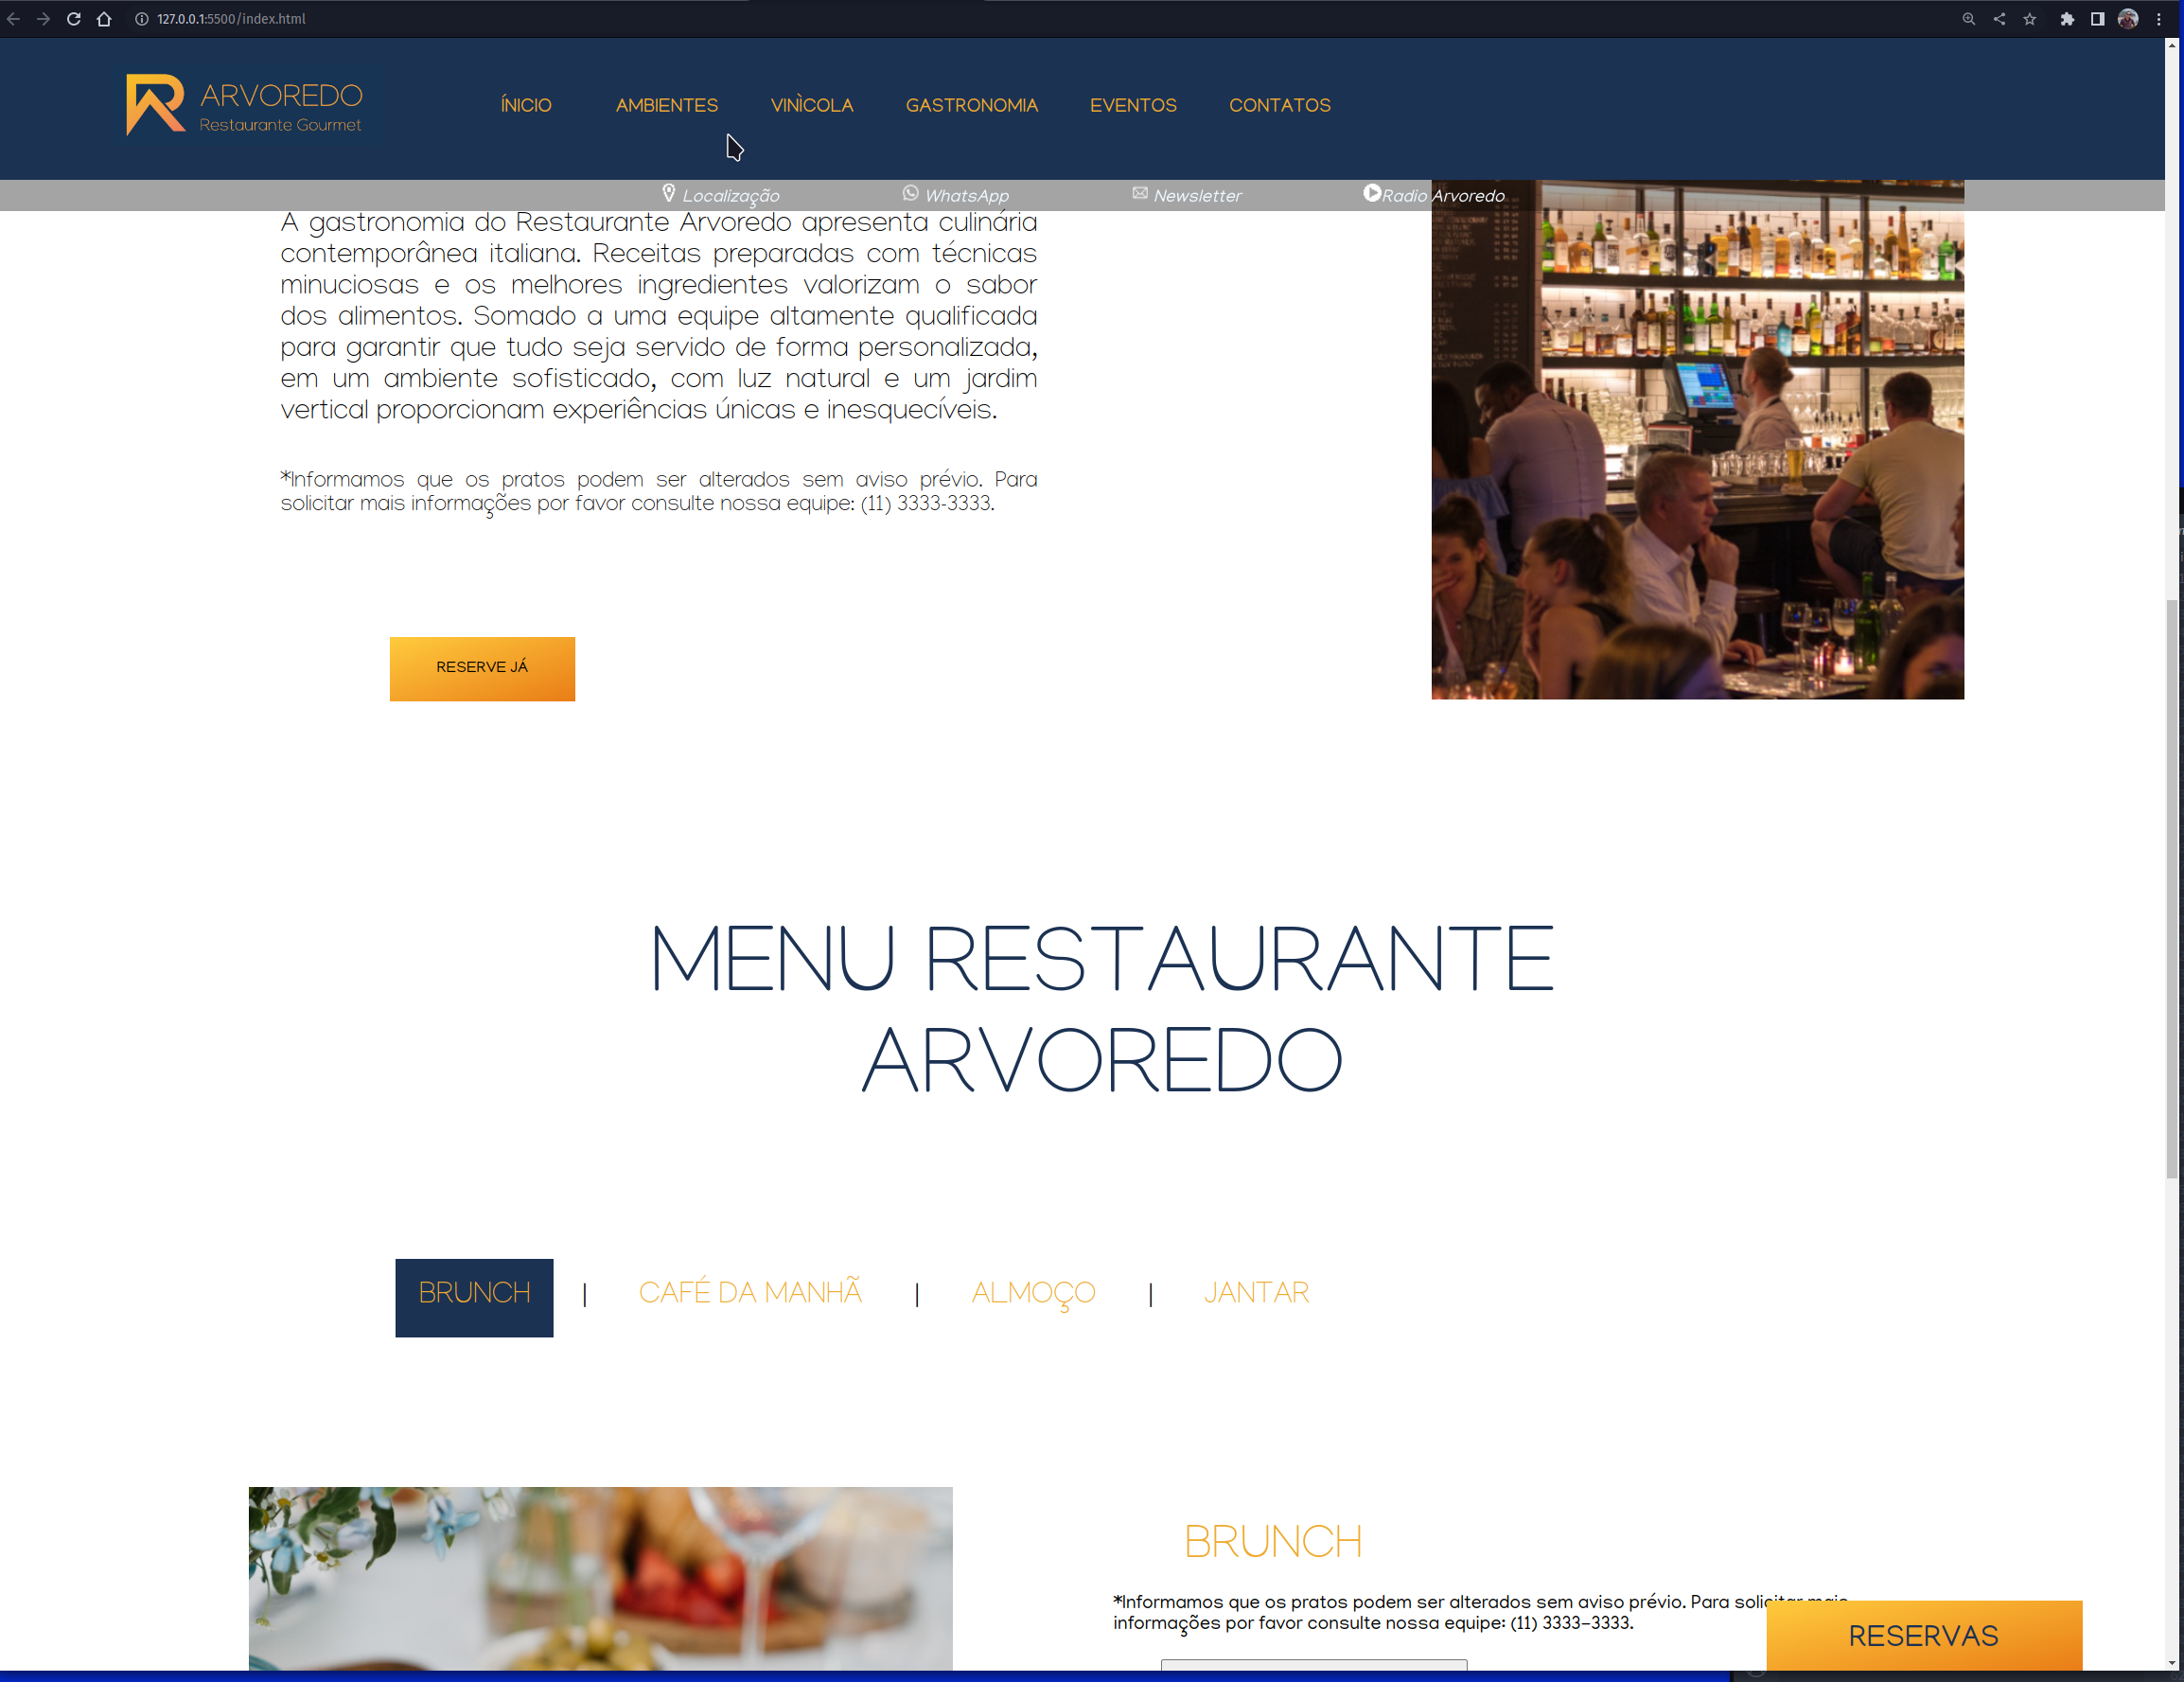 127.0.0.1:5500/index.html
ARVOREDO
Restaurante Gourmet
ÍNICIO AMBIENTES VINÌCOLA GASTRONOMIA EVENTOS CONTATOS
Localização WhatsApp Newsletter Radio Arvoredo
A gastronomia do Restaurante Arvoredo apresenta culinária
contemporânea italiana. Receitas preparadas com técnicas
minuciosas e os melhores ingredientes valorizam o sabor
dos alimentos. Somado a uma equipe altamente qualificada
para garantir que tudo seja servido de forma personalizada,
em um ambiente sofisticado, com luz natural e um jardim
vertical proporcionam experiências únicas e inesquecíveis.
*Informamos que os pratos podem ser alterados sem aviso prévio. Para
solicitar mais informações por favor consulte nossa equipe: (11) 3333-3333.
RESERVE JÁ
MENU RESTAURANTE
ARVOREDO
BRUNCH | CAFÉ DA MANHÃ | ALMOÇO | JANTAR
BRUNCH
*Informamos que os pratos podem ser alterados sem aviso prévio. Para solicitar mais
informações por favor consulte nossa equipe: (11) 3333-3333.
RESERVAS